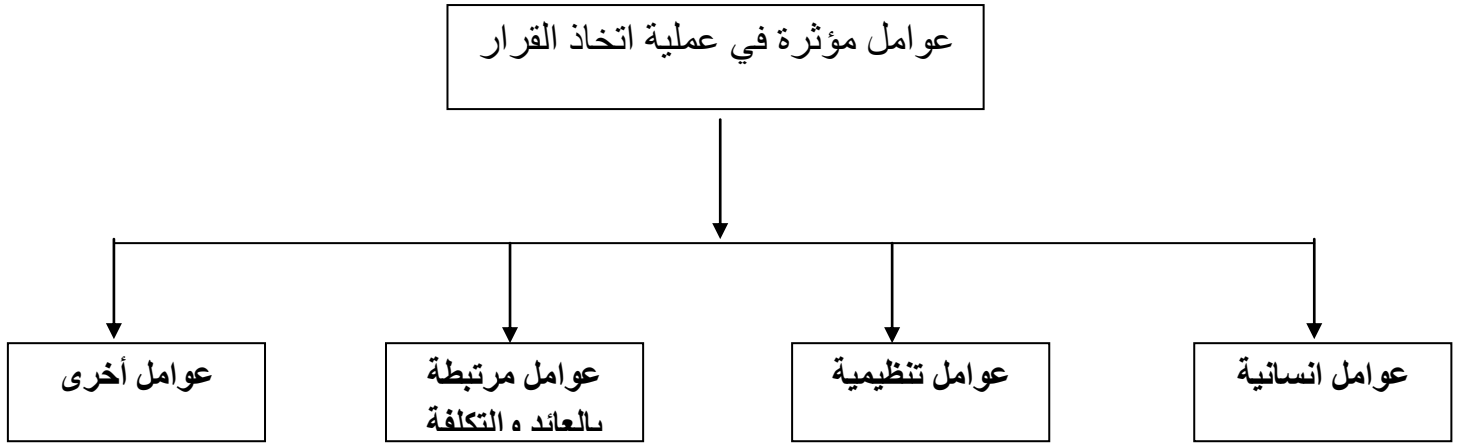 عوامل مؤثرة في عملية اتخاذ القرار
عوامل انسانية
عوامل تنظيمية
عوامل مرتبطة
بالعائد و التكلفة
عوامل أخرى